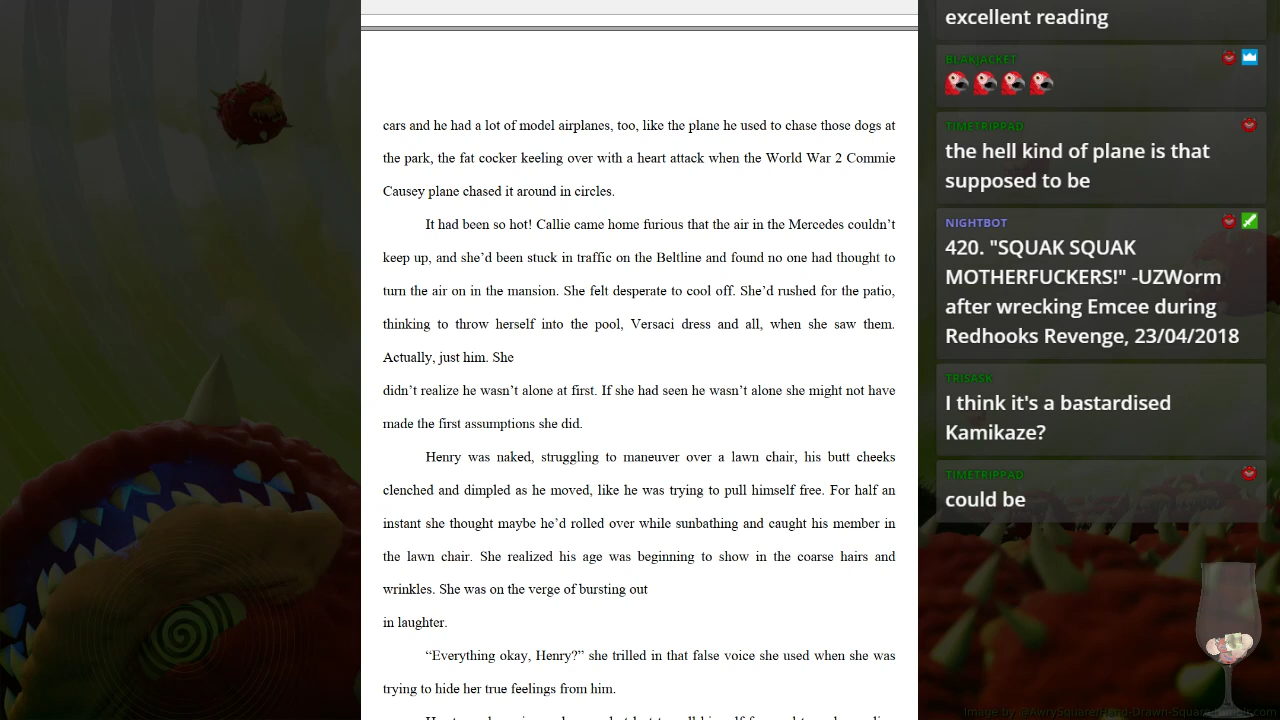 cars and he had a lot of model airplanes, too, like the plane he used to chase those dogs at
the park, the fat cocker keeling over with a heart attack when the World War 2 Commie
Causey plane chased it around in circles.
It had been so hot! Callie came home furious that the air in the Mercedes couldn’t
keep up, and she’d been stuck in traffic on the Beltline and found no one had thought to
turn the air on in the mansion. She felt desperate to cool off. She’d rushed for the patio,
thinking to throw herself into the pool, Versaci dress and all, when she saw them.
Actually, just him. She
didn’t realize he wasn’t alone at first. If she had seen he wasn’t alone she might not have
made the first assumptions she did.
Henry was naked, struggling to maneuver over a lawn chair, his butt cheeks
clenched and dimpled as he moved, like he was trying to pull himself free. For half an
instant she thought maybe he’d rolled over while sunbathing and caught his member in
the lawn chair. She realized his age was beginning to show in the coarse hairs and
wrinkles. She was on the verge of bursting out
in laughter.
“Everything okay, Henry?” she trilled in that false voice she used when she was
trying to hide her true feelings from him.
excellent reading
BLAKJACKET
TIMETRIPPAD
the hell kind of plane is that
supposed to be
NIGHTBOT
420. "SQUAK SQUAK
MOTHERFUCKERS!" -UZWorm
after wrecking Emcee during
Redhooks Revenge, 23/04/2018
TRISASK
I think it's a bastardised
Kamikaze?
TIMETRIPPAD
could be